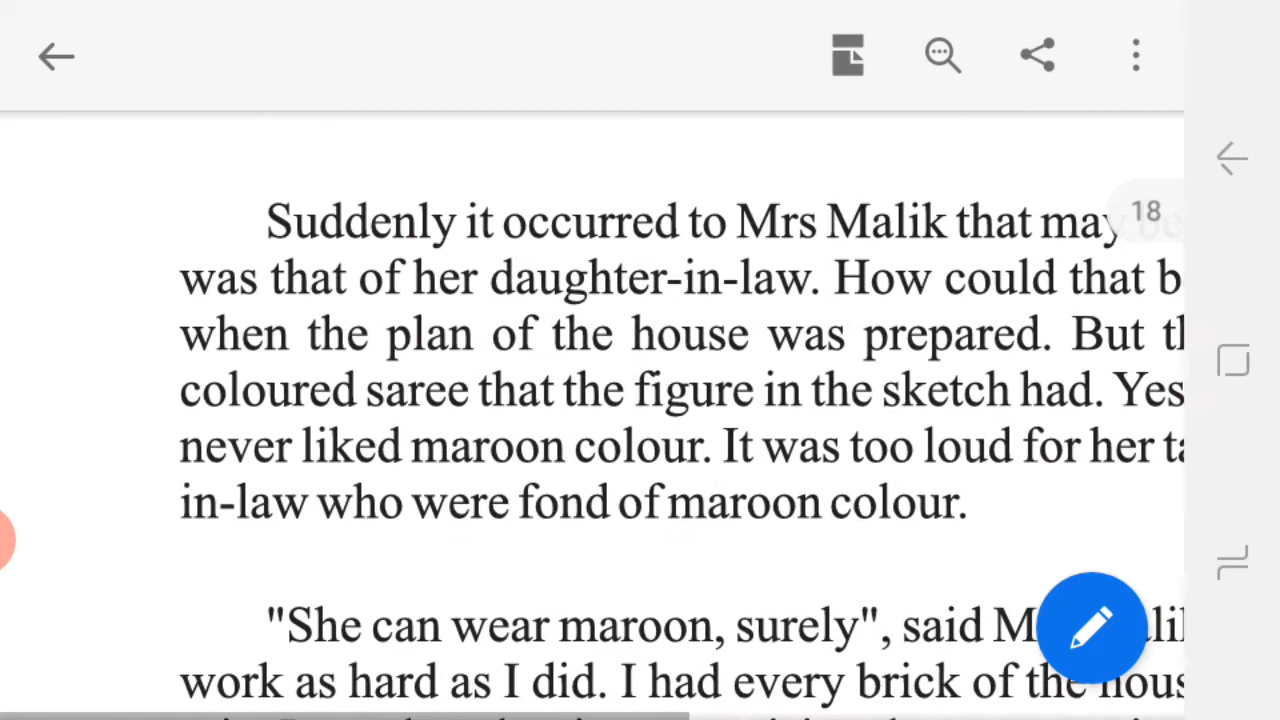 18
Suddenly it occurred to Mrs Malik that may
was that of her daughter-in-law. How could that b
when the plan of the house was prepared. But
coloured saree that the figure in the sketch had. Yes
never liked maroon colour. It was too loud for her
in-law who were fond of maroon colour.
"She can wear maroon, surely", said
work as hard as I did. I had every brick of the